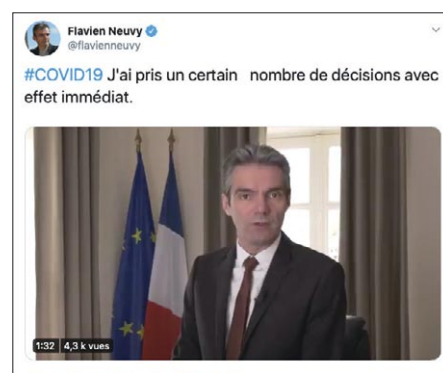 Flavien Neuvy
@flavienneuvy
#COVID19 J'ai pris un certain nombre de décisions avec
effet immédiat.
1:32 4,3 k vues